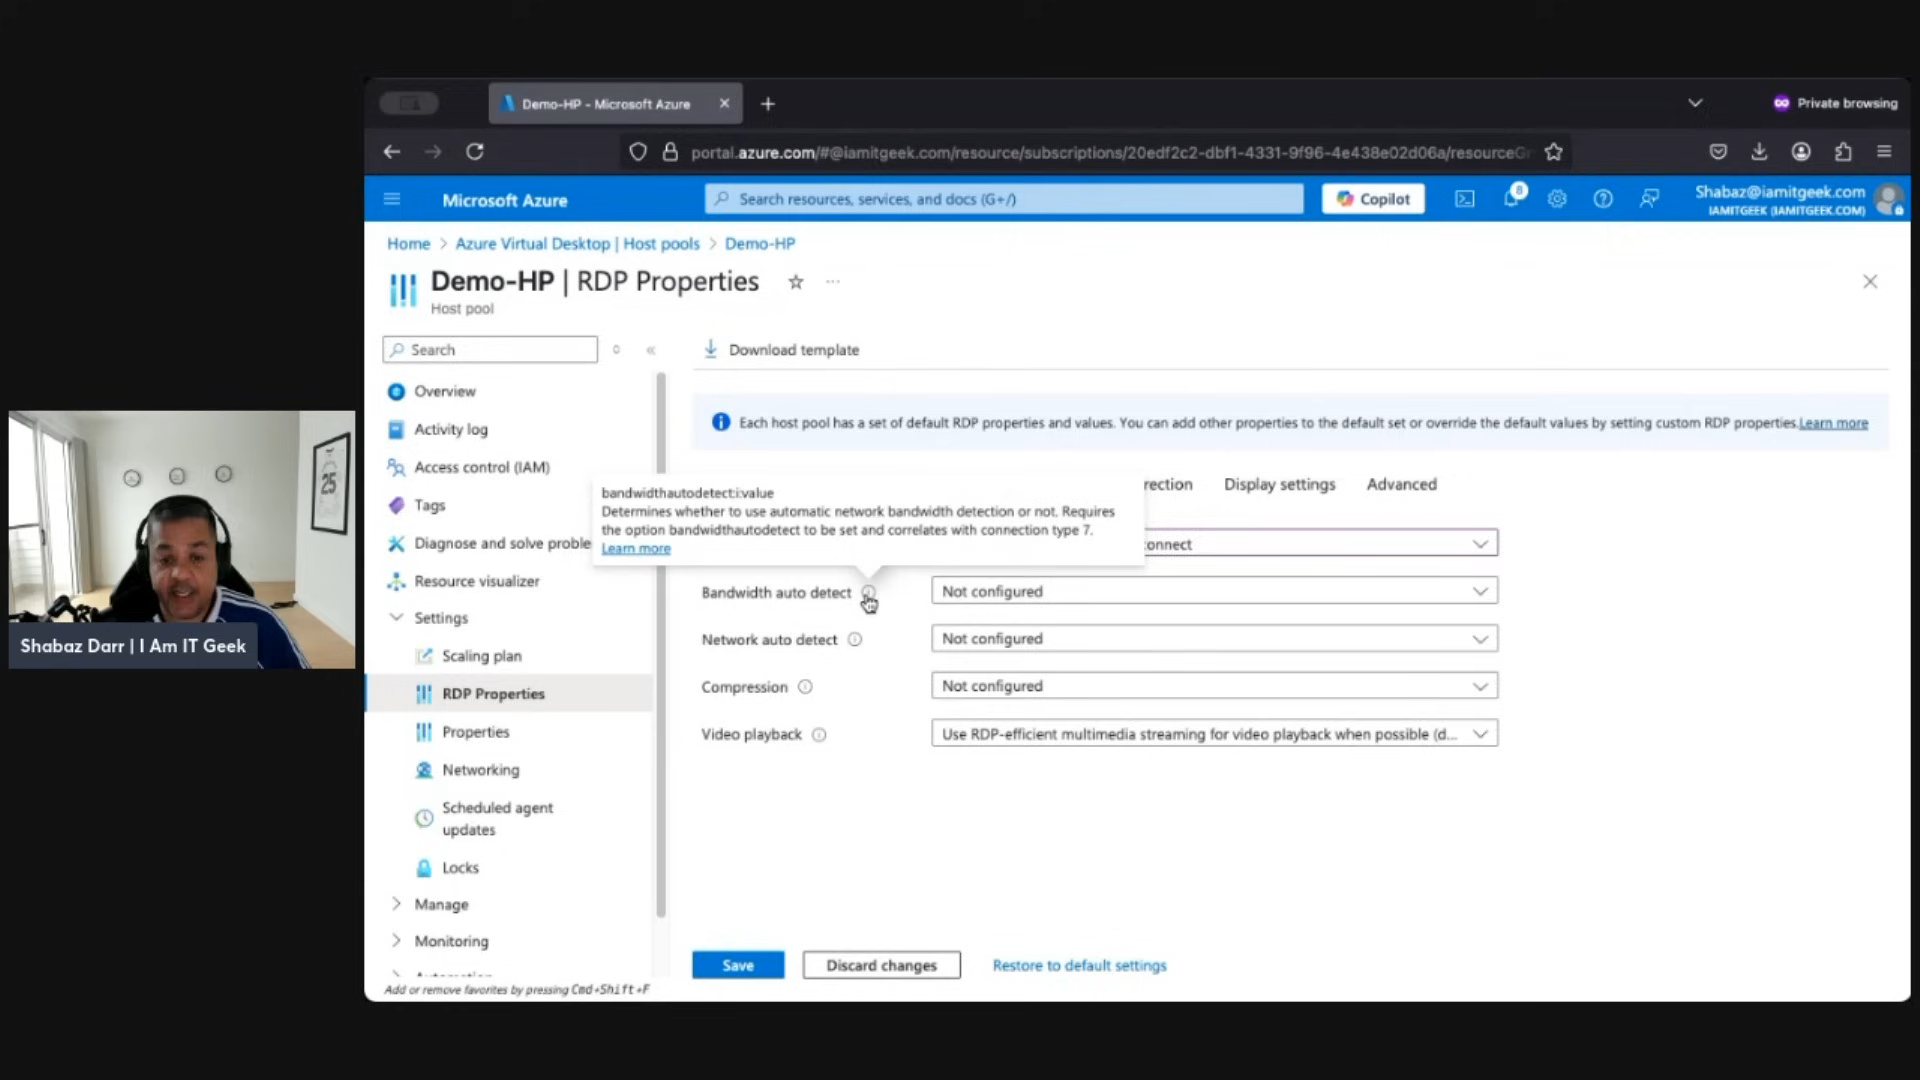 Demo-HP - Microsoft Azure
Private browsing
portal.azure.com/#@iamitgeek.com/resource/subscriptions/20edf2c2-dbf1-4331-9f96-4e438e02d06a/resourceG
Microsoft Azure
Search resources, services, and docs (G+/)
Copilot
8
Shabaz@iamitgeek.com
IAMITGEEK (IAMITGEEK.COM)
Home > Azure Virtual Desktop | Host pools > Demo-HP
Demo-HP | RDP Properties
Host pool
Search
Download template
Overview
Activity log
Access control (IAM)
Tags
Diagnose and solve proble
Resource visualizer
Settings
Scaling plan
RDP Properties
Properties
Networking
Scheduled agent
updates
Locks
Manage
Monitoring
Automation
Add or remove favorites by pressing Cmd+Shift+F
Each host pool has a set of default RDP properties and values. You can add other properties to the default set or override the default values by setting custom RDP properties. Learn more
rection
Display settings
Advanced
bandwidthautodetect:i:value
Determines whether to use automatic network bandwidth detection or not. Requires
the option bandwidthautodetect to be set and correlates with connection type 7.
Learn more
onnect
Bandwidth auto detect
Not configured
Network auto detect
Not configured
Compression
Not configured
Video playback
Use RDP-efficient multimedia streaming for video playback when possible (d...
Save
Discard changes
Restore to default settings
25
Shabaz Darr | I Am IT Geek